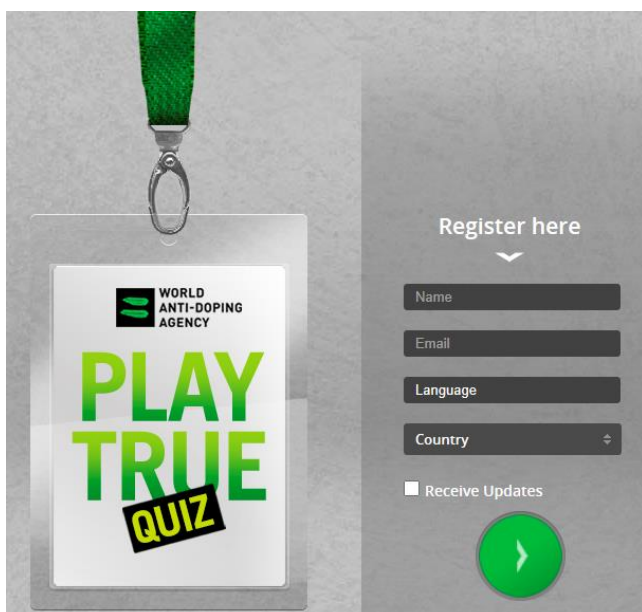 WORLD
ANTI-DOPING
AGENCY
PLAY
TRUE
QUIZ
Register here
Name
Email
Language
Country
Receive Updates